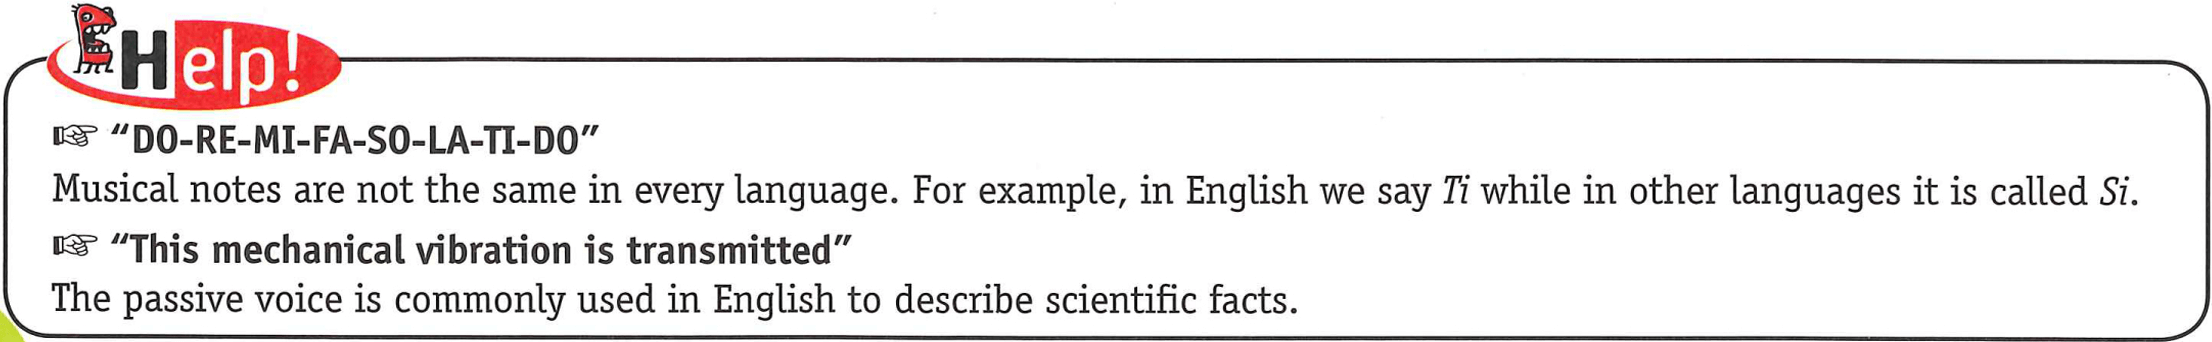 Help!
☞ “DO-RE-MI-FA-SO-LA-TI-DO”
Musical notes are not the same in every language. For example, in English we say Ti while in other languages it is called Si.
☞ “This mechanical vibration is transmitted”
The passive voice is commonly used in English to describe scientific facts.